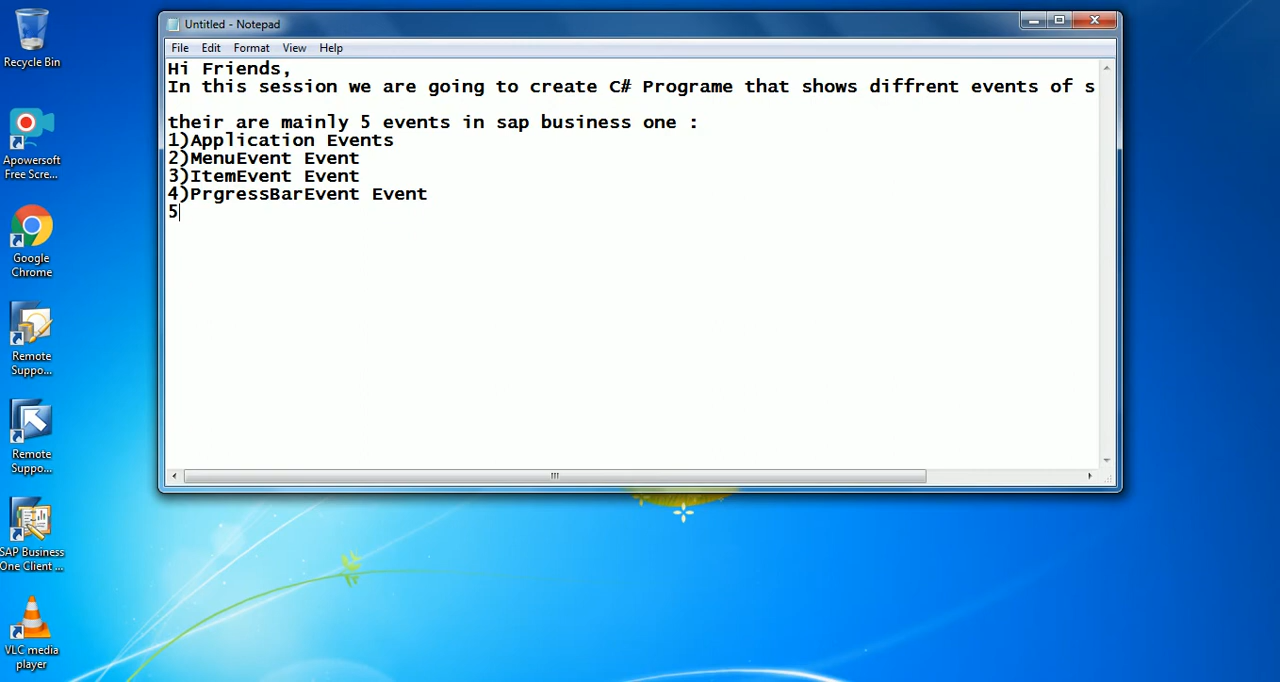 Recycle Bin
Apowersoft
Free Scre...
Google
Chrome
Remote
Suppo...
Remote
Suppo...
SAP Business
One Client ...
VLC media
player
Untitled - Notepad
File Edit Format View Help
Hi Friends,
In this session we are going to create C# Programe that shows diffrent events of s
their are mainly 5 events in sap business one :
1)Application Events
2)MenuEvent Event
3)ItemEvent Event
4)PrgressBarEvent Event
5